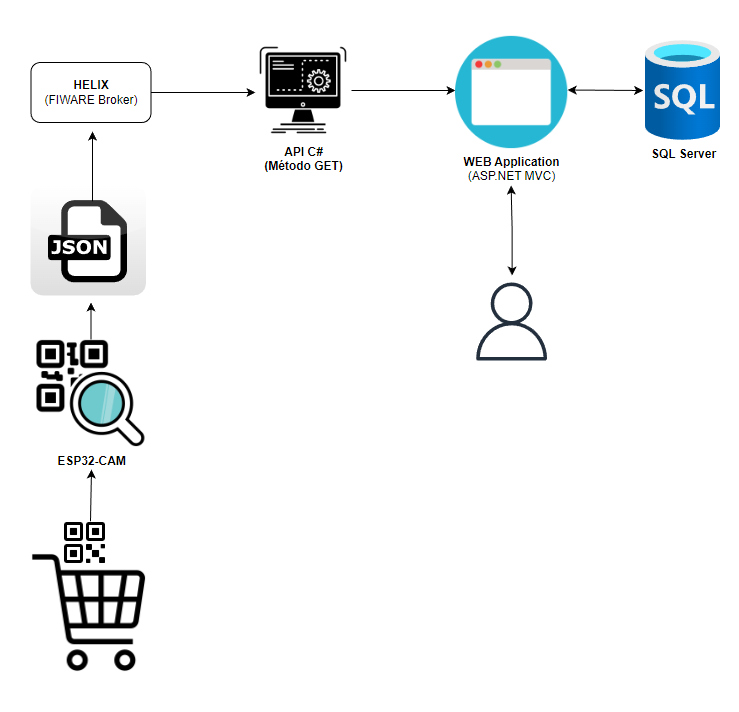 HELIX
(FIWARE Broker)
API C#
(Método GET)
WEB Application
(ASP.NET MVC)
SQL
SQL Server
JSON
ESP32-CAM